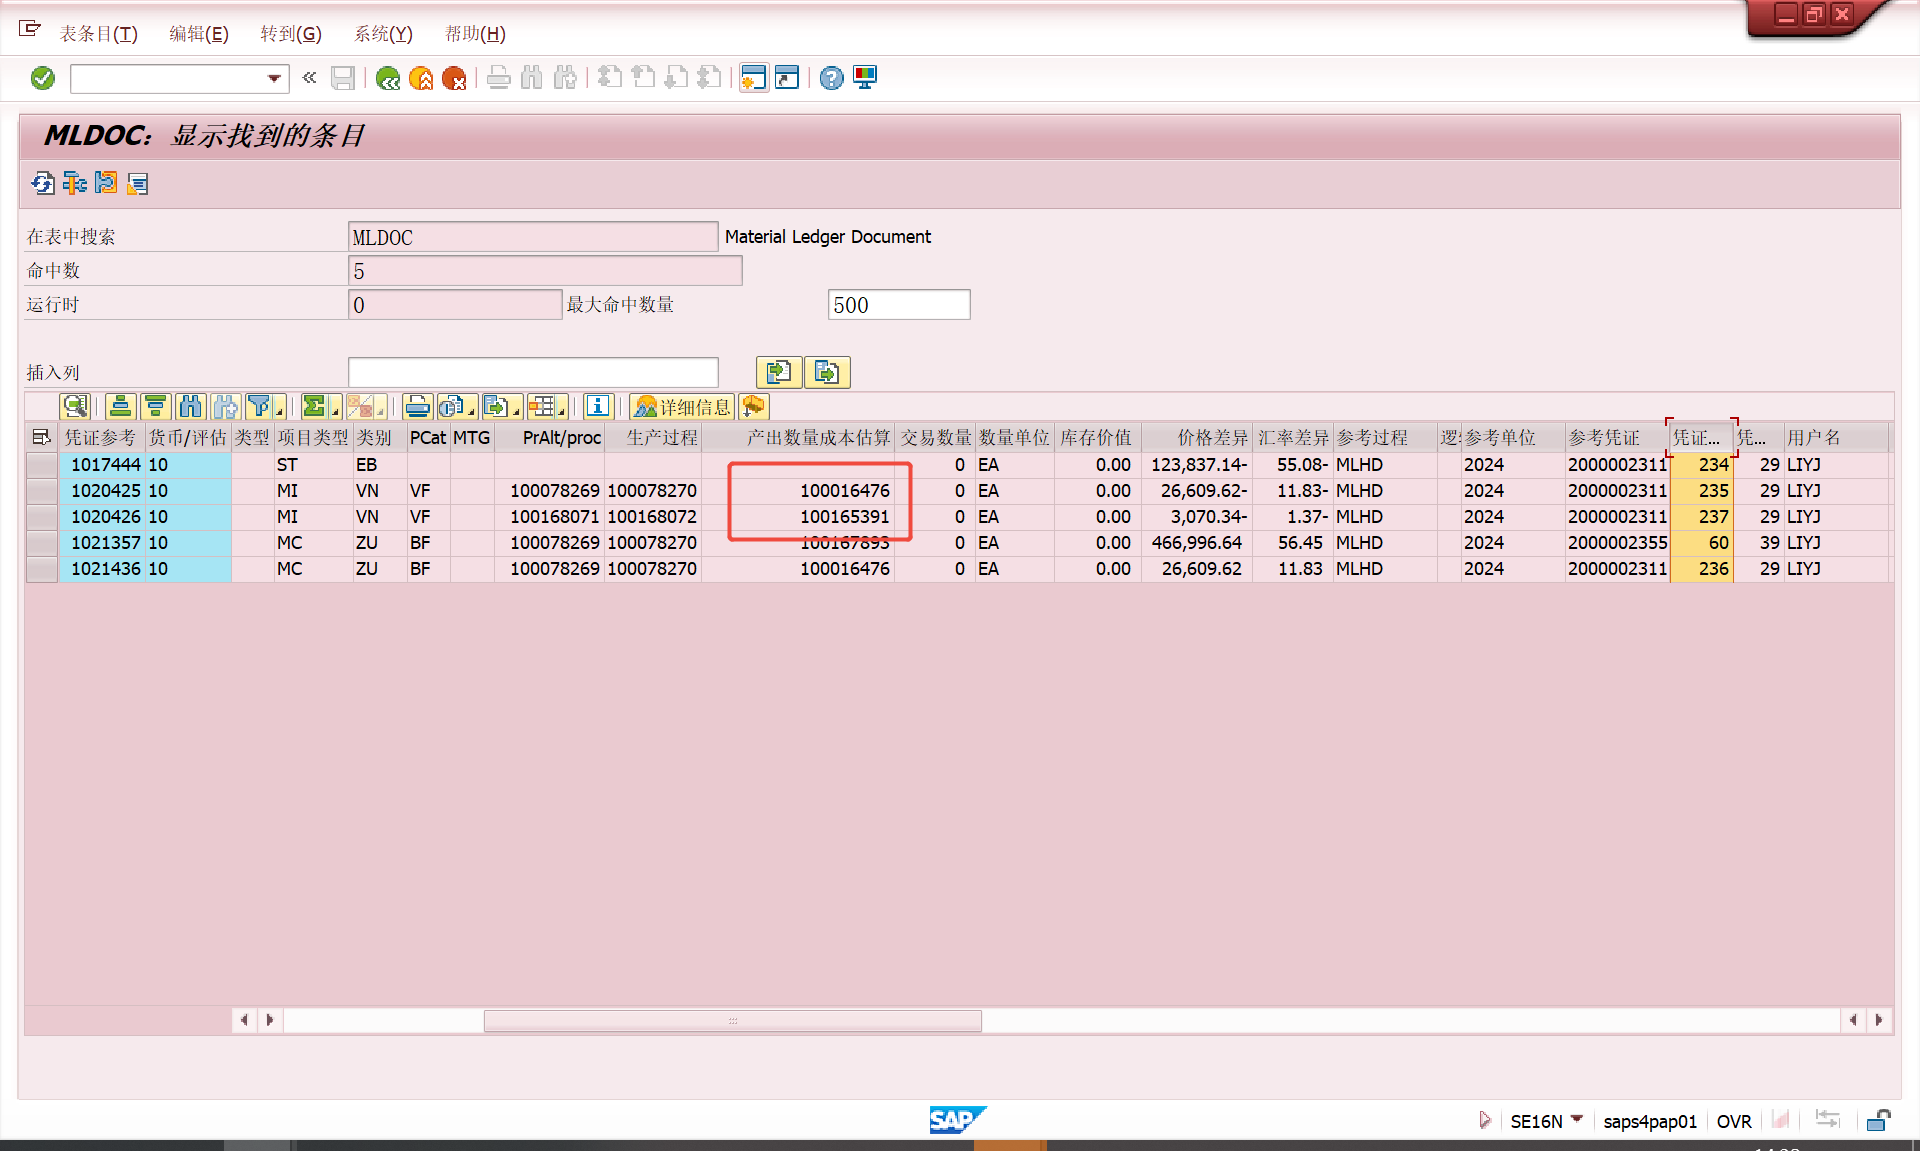 表条目(T) 编辑(E) 转到(G) 系统(Y) 帮助(H)
MLDOC：显示找到的条目
在表中搜索 MLDOC Material Ledger Document
命中数 5
运行时 0 最大命中数量 500
插入列
详细信息
凭证参考 货币/评估 类型 项目类型 类别 PCat MTG PrAlt/proc 生产过程 产出数量成本估算 交易数量 数量单位 库存价值 价格差异 汇率差异 参考过程 逻 参考单位 参考凭证 凭证... 凭... 用户名
1017444 10 ST EB 0 EA 0.00 123,837.14- 55.08- MLHD 2024 2000002311 234 29 LIYJ
1020425 10 MI VN VF 100078269 100078270 100016476 0 EA 0.00 26,609.62- 11.83- MLHD 2024 2000002311 235 29 LIYJ
1020426 10 MI VN VF 100168071 100168072 100165391 0 EA 0.00 3,070.34- 1.37- MLHD 2024 2000002311 237 29 LIYJ
1021357 10 MC ZU BF 100078269 100078270 100167893 0 EA 0.00 466,996.64 56.45 MLHD 2024 2000002355 60 39 LIYJ
1021436 10 MC ZU BF 100078269 100078270 100016476 0 EA 0.00 26,609.62 11.83 MLHD 2024 2000002311 236 29 LIYJ
SAP SE16N saps4pap01 OVR